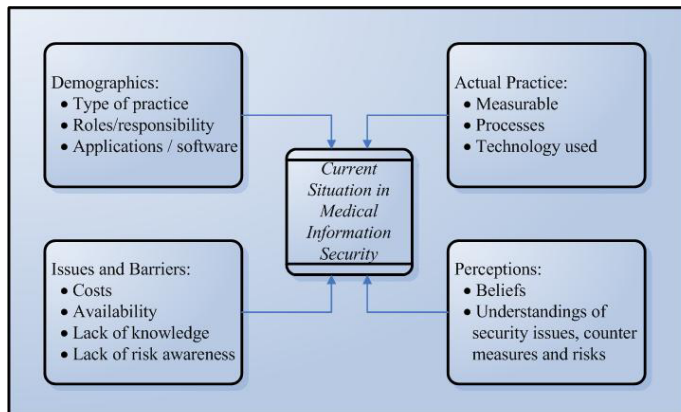 Demographics:
• Type of practice
• Roles/responsibility
• Applications / software
Actual Practice:
• Measurable
• Processes
• Technology used
Current
Situation in
Medical
Information
Security
Issues and Barriers:
• Costs
• Availability
• Lack of knowledge
• Lack of risk awareness
Perceptions:
• Beliefs
• Understandings of
security issues, counter
measures and risks